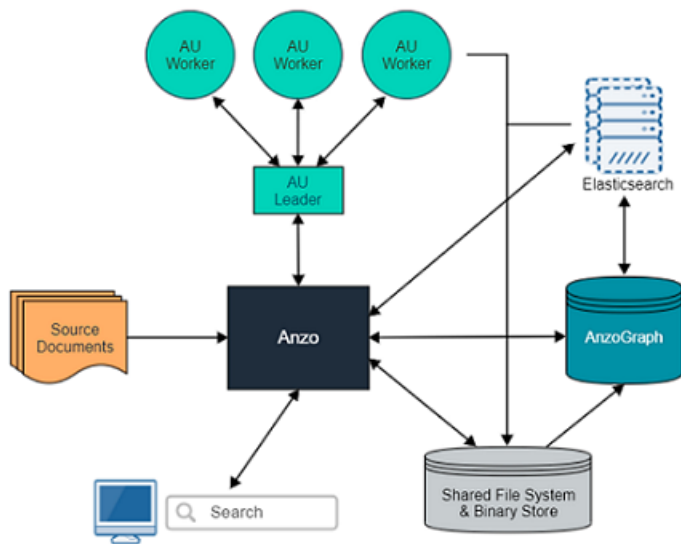 AU
Worker
AU
Worker
AU
Worker
AU
Leader
Elasticsearch
Source
Documents
Anzo
AnzoGraph
Search
Shared File System
& Binary Store